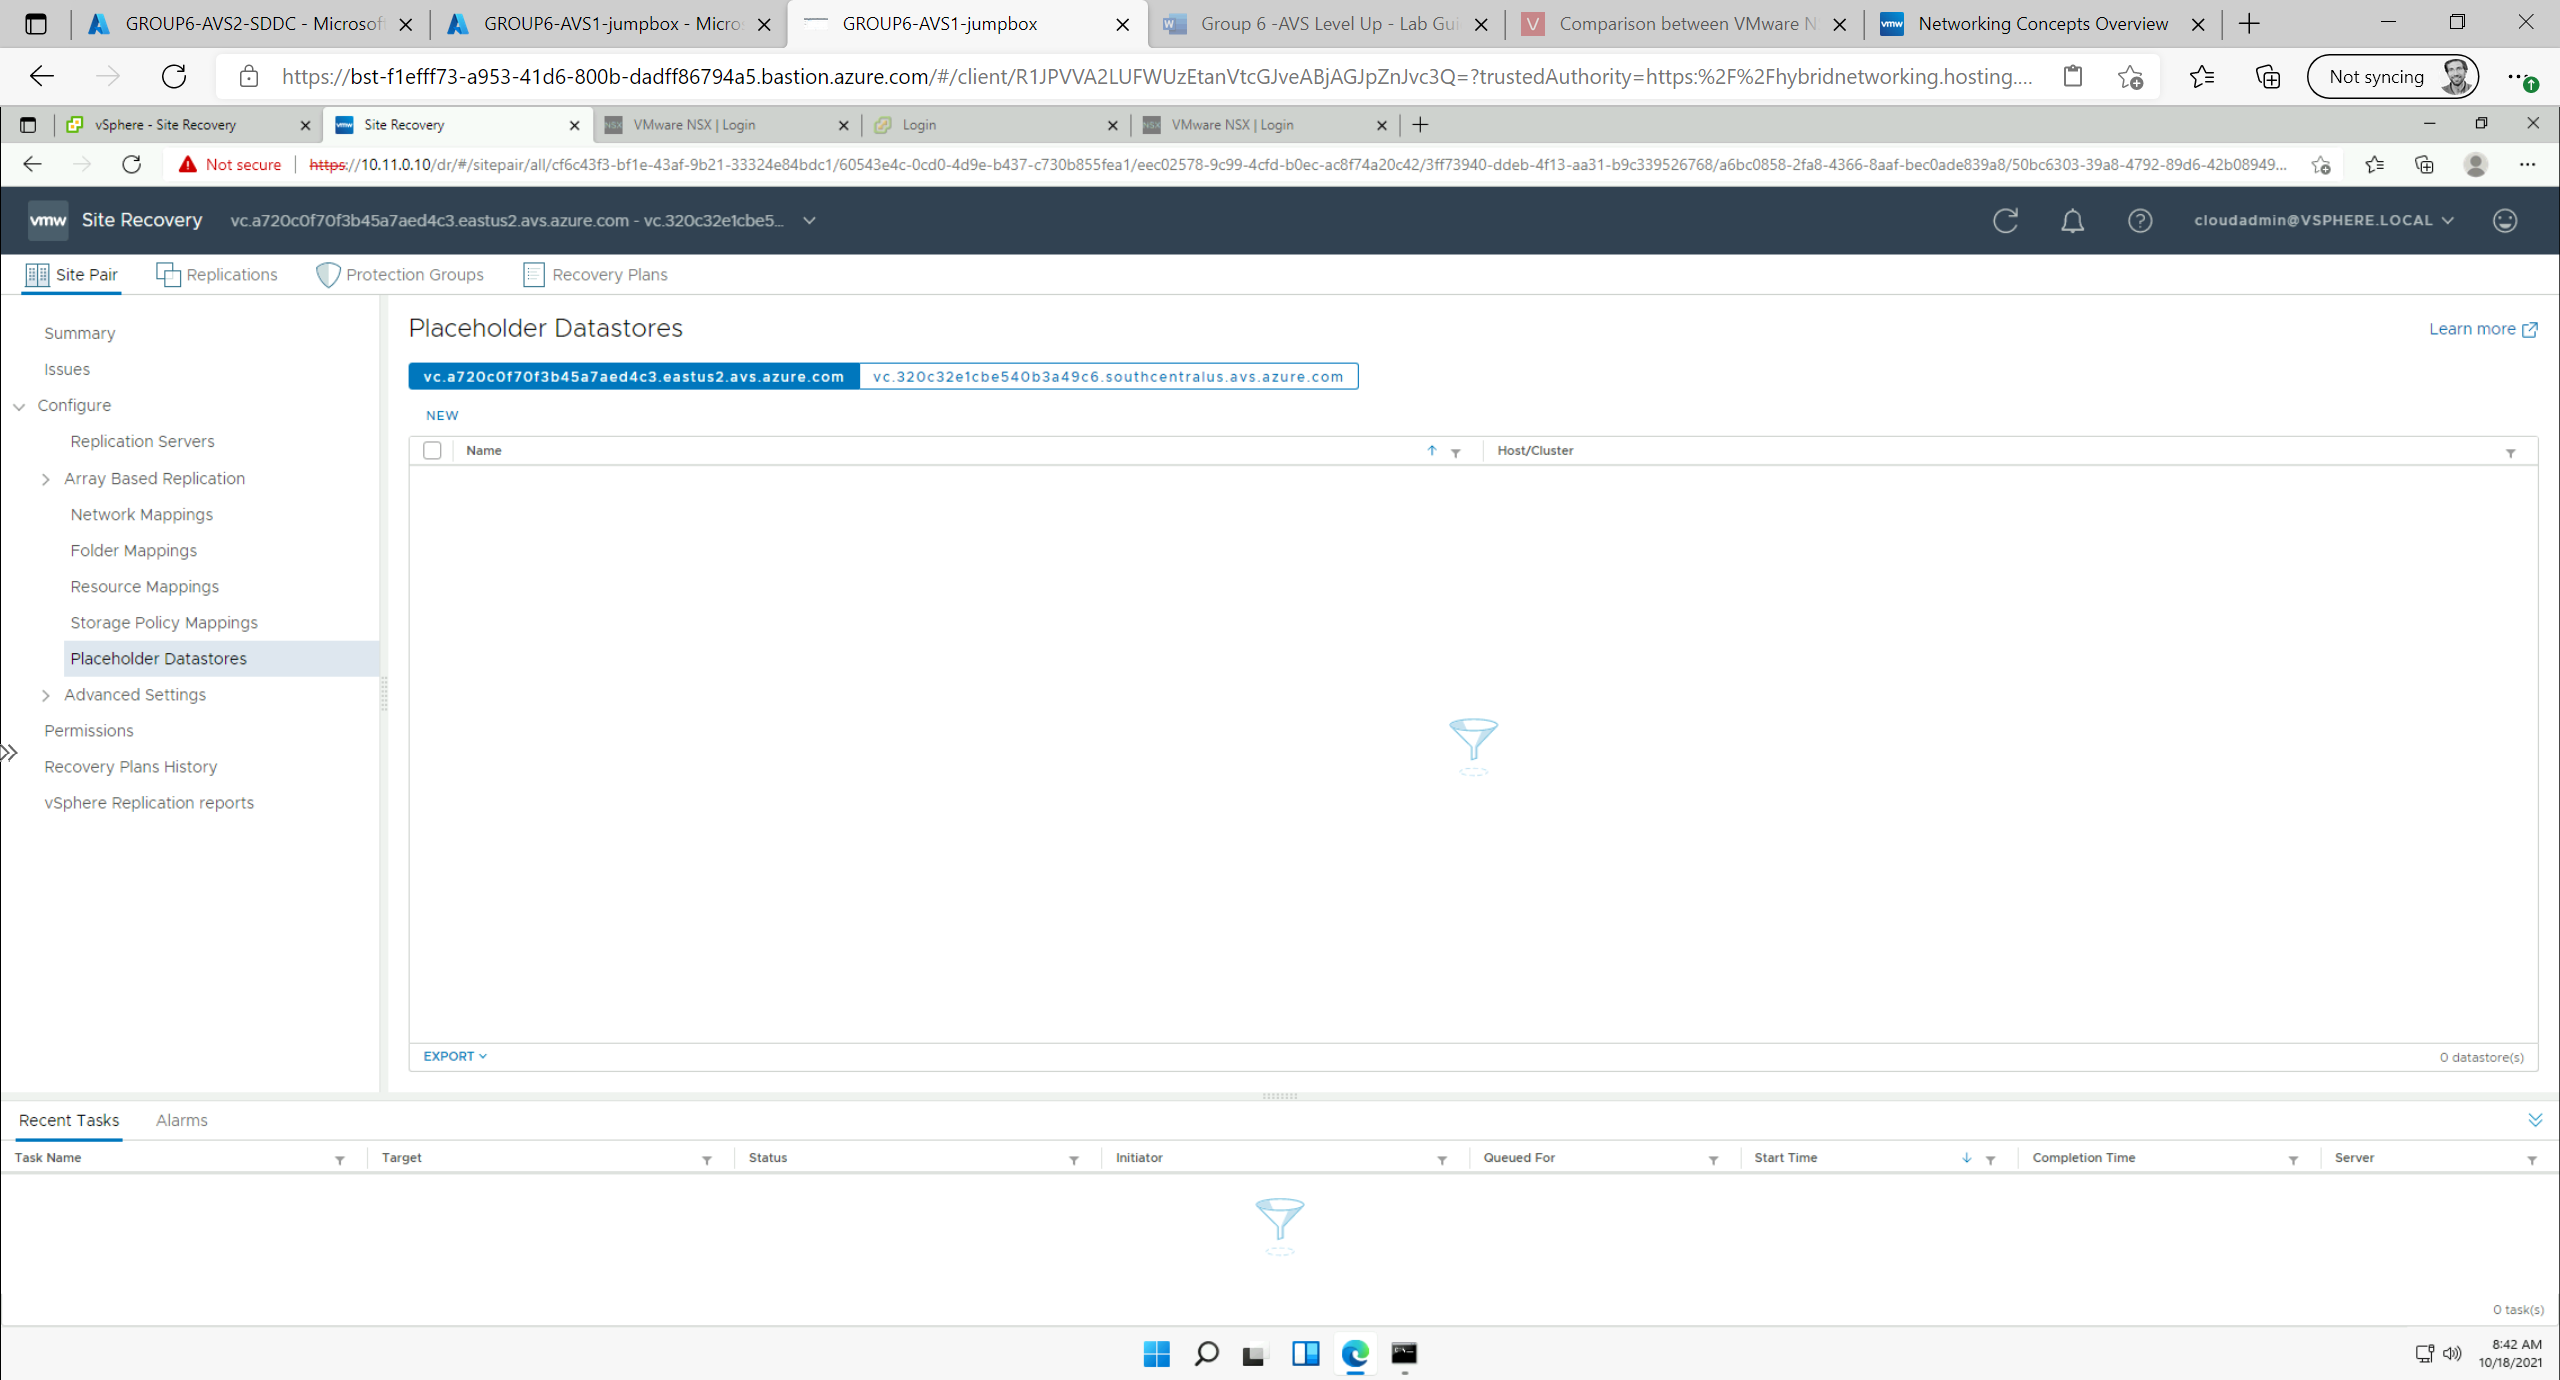 GROUP6-AVS2-SDDC - Microsoft
GROUP6-AVS1-jumpbox - Micros
GROUP6-AVS1-jumpbox
Group 6 -AVS Level Up - Lab Gui
Comparison between VMware N
Networking Concepts Overview
https://bst-f1efff73-a953-41d6-800b-dadff86794a5.bastion.azure.com/#/client/R1JPVVA2LUFWUzEtanVtcGJveABjAGJpZnJvc3Q=?trustedAuthority=https:%2F%2Fhybridnetworking.hosting....
Not syncing
vSphere - Site Recovery
Site Recovery
VMware NSX | Login
Login
VMware NSX | Login
Not secure
https://10.11.0.10/dr/#/sitepair/all/cf6c43f3-bf1e-43af-9b21-33324e84bdc1/60543e4c-0cd0-4d9e-b437-c730b855fea1/eec02578-9c99-4cfd-b0ec-ac8f74a20c42/3ff73940-ddeb-4f13-aa31-b9c339526768/a6bc0858-2fa8-4366-8aaf-bec0ade839a8/50bc6303-39a8-4792-89d6-42b08949...
vmw Site Recovery vc.a720c0f70f3b45a7aed4c3.eastus2.avs.azure.com - vc.320c32e1cbe5...
cloudadmin@VSPHERE.LOCAL
Site Pair Replications Protection Groups Recovery Plans
Summary
Issues
Configure
Replication Servers
Array Based Replication
Network Mappings
Folder Mappings
Resource Mappings
Storage Policy Mappings
Placeholder Datastores
Advanced Settings
Permissions
Recovery Plans History
vSphere Replication reports
Placeholder Datastores
Learn more
vc.a720c0f70f3b45a7aed4c3.eastus2.avs.azure.com vc.320c32e1cbe540b3a49c6.southcentralus.avs.azure.com
NEW
Name Host/Cluster
EXPORT
0 datastore(s)
Recent Tasks Alarms
Task Name Target Status Initiator Queued For Start Time Completion Time Server
0 task(s)
8:42 AM
10/18/2021